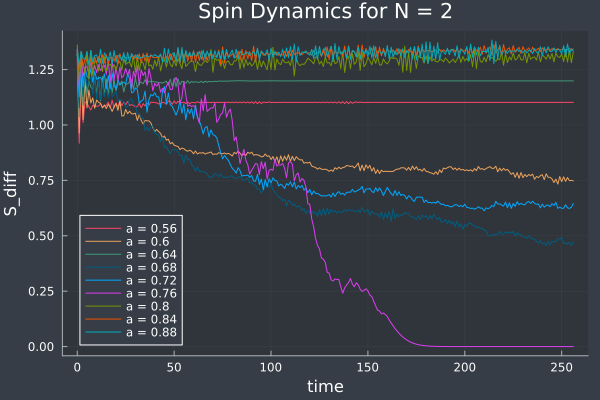 Spin Dynamics for N = 2
S_diff
1.25
1.00
0.75
0.50
0.25
0.00
a = 0.56
a = 0.6
a = 0.64
a = 0.68
a = 0.72
a = 0.76
a = 0.8
a = 0.84
a = 0.88
0 50 100 150 200 250
time